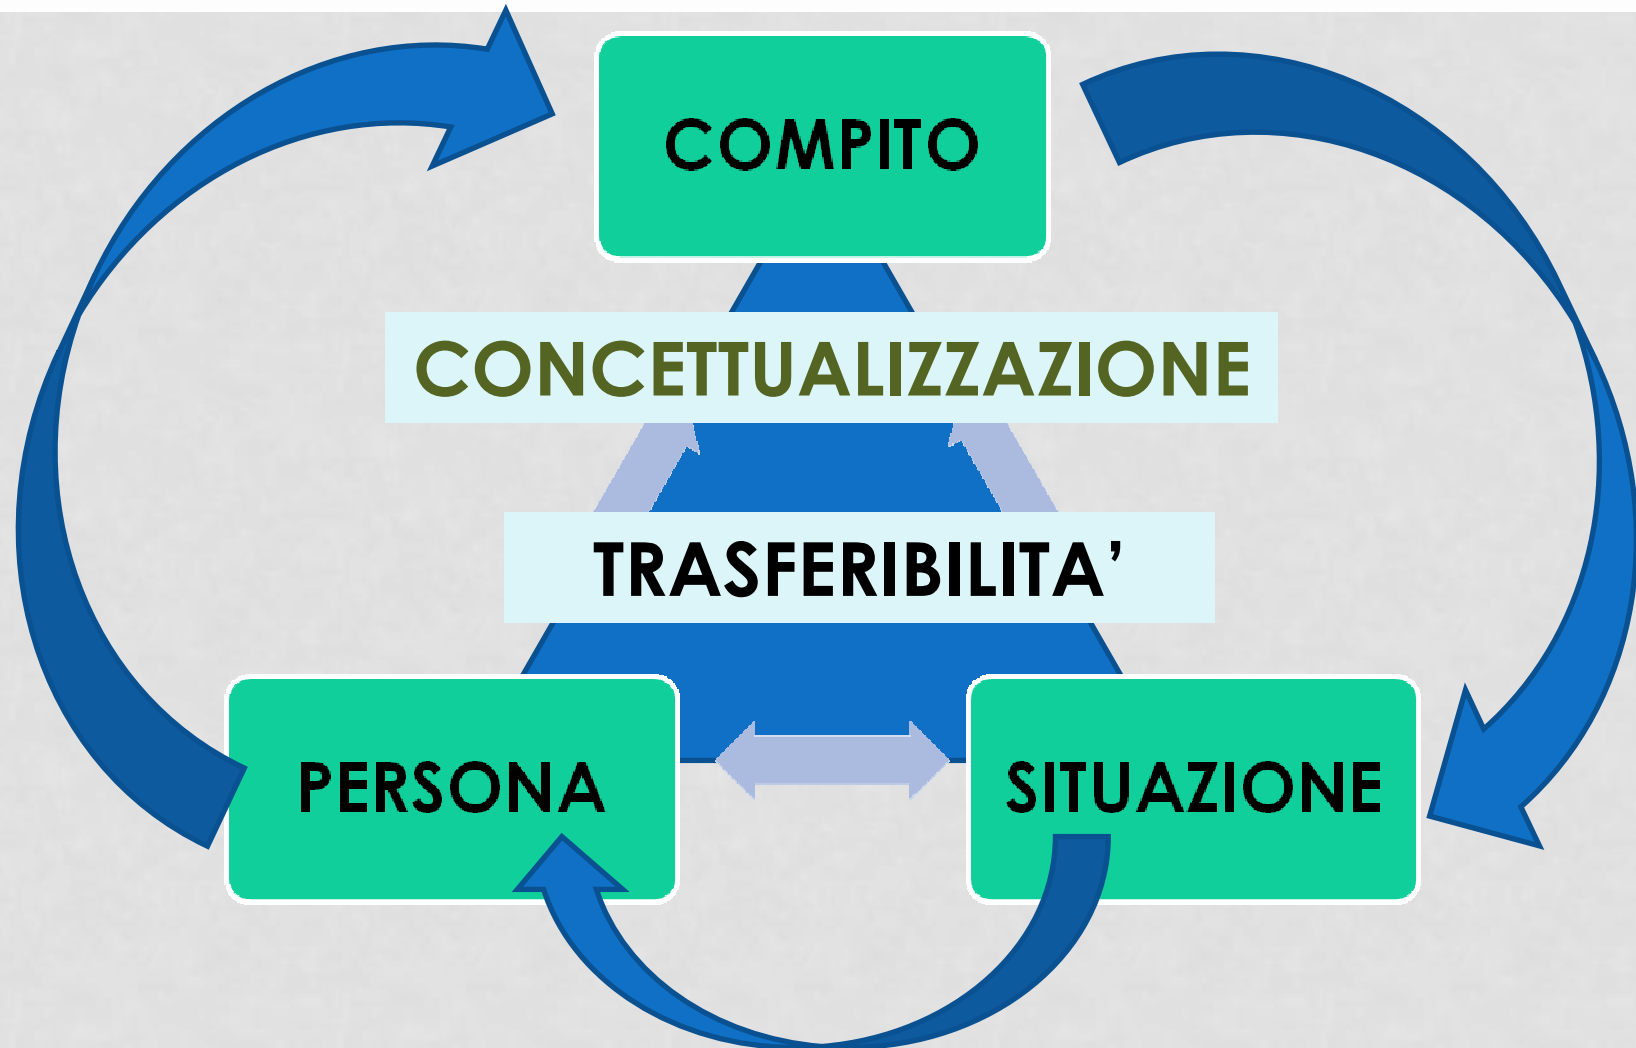 COMPITO
CONCETTUALIZZAZIONE
TRASFERIBILITA’
PERSONA
SITUAZIONE